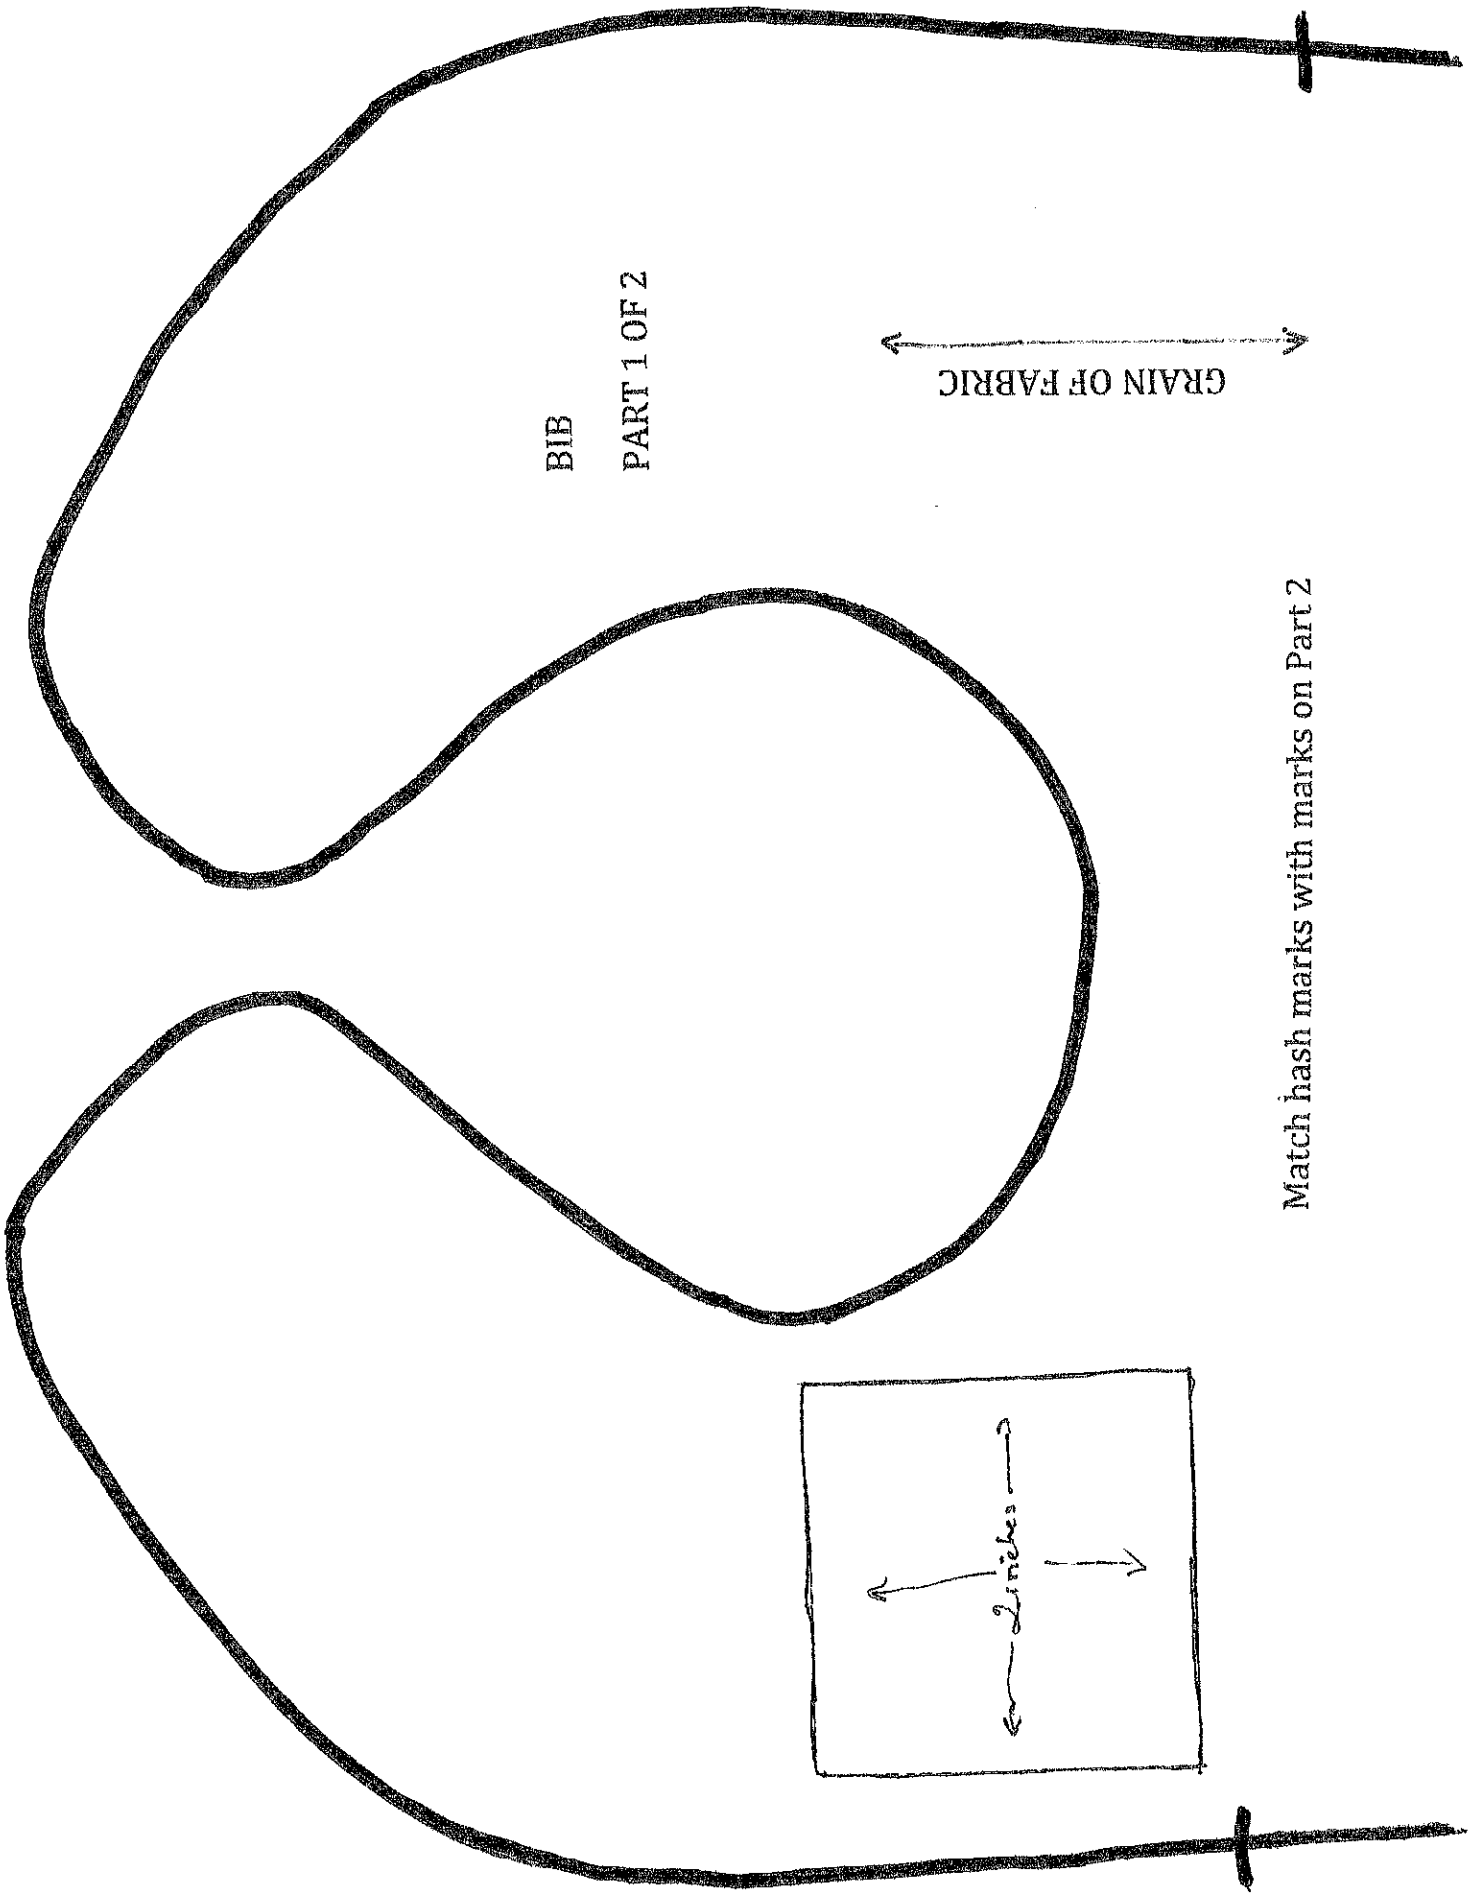 BIB
PART 1 OF 2
GRAIN OF FABRIC
Match hash marks with marks on Part 2
2 inches